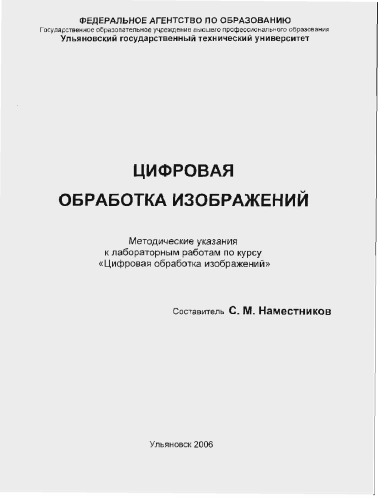 ФЕДЕРАЛЬНОЕ АГЕНТСТВО ПО ОБРАЗОВАНИЮ
Государственное образовательное учреждение высшего профессионального образования
Ульяновский государственный технический университет
ЦИФРОВАЯ
ОБРАБОТКА ИЗОБРАЖЕНИЙ
Методические указания
к лабораторным работам по курсу
«Цифровая обработка изображений»
Составитель С. М. Наместников
Ульяновск 2006